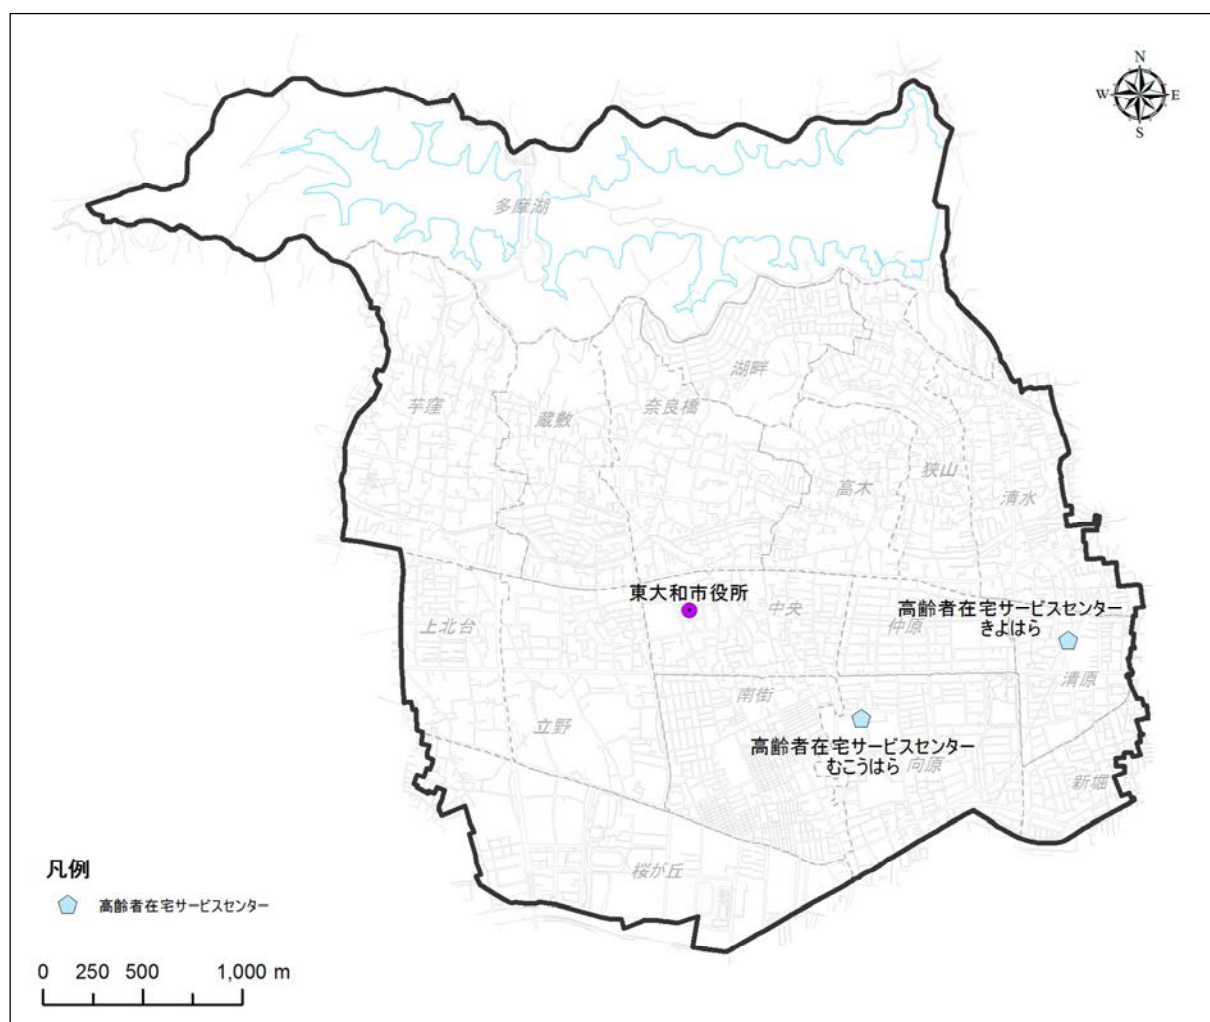 N
W
E
S
多摩湖
湖畔
芋窪
蔵敷
奈良橋
狭山
高木
清水
東大和市役所
中央
高齢者在宅サービスセンター
きよはら
上北台
仲原
清原
南街
立野
高齢者在宅サービスセンター
むこうはら
向原
新堀
桜が丘
凡例
高齢者在宅サービスセンター
0 250 500 1,000 m